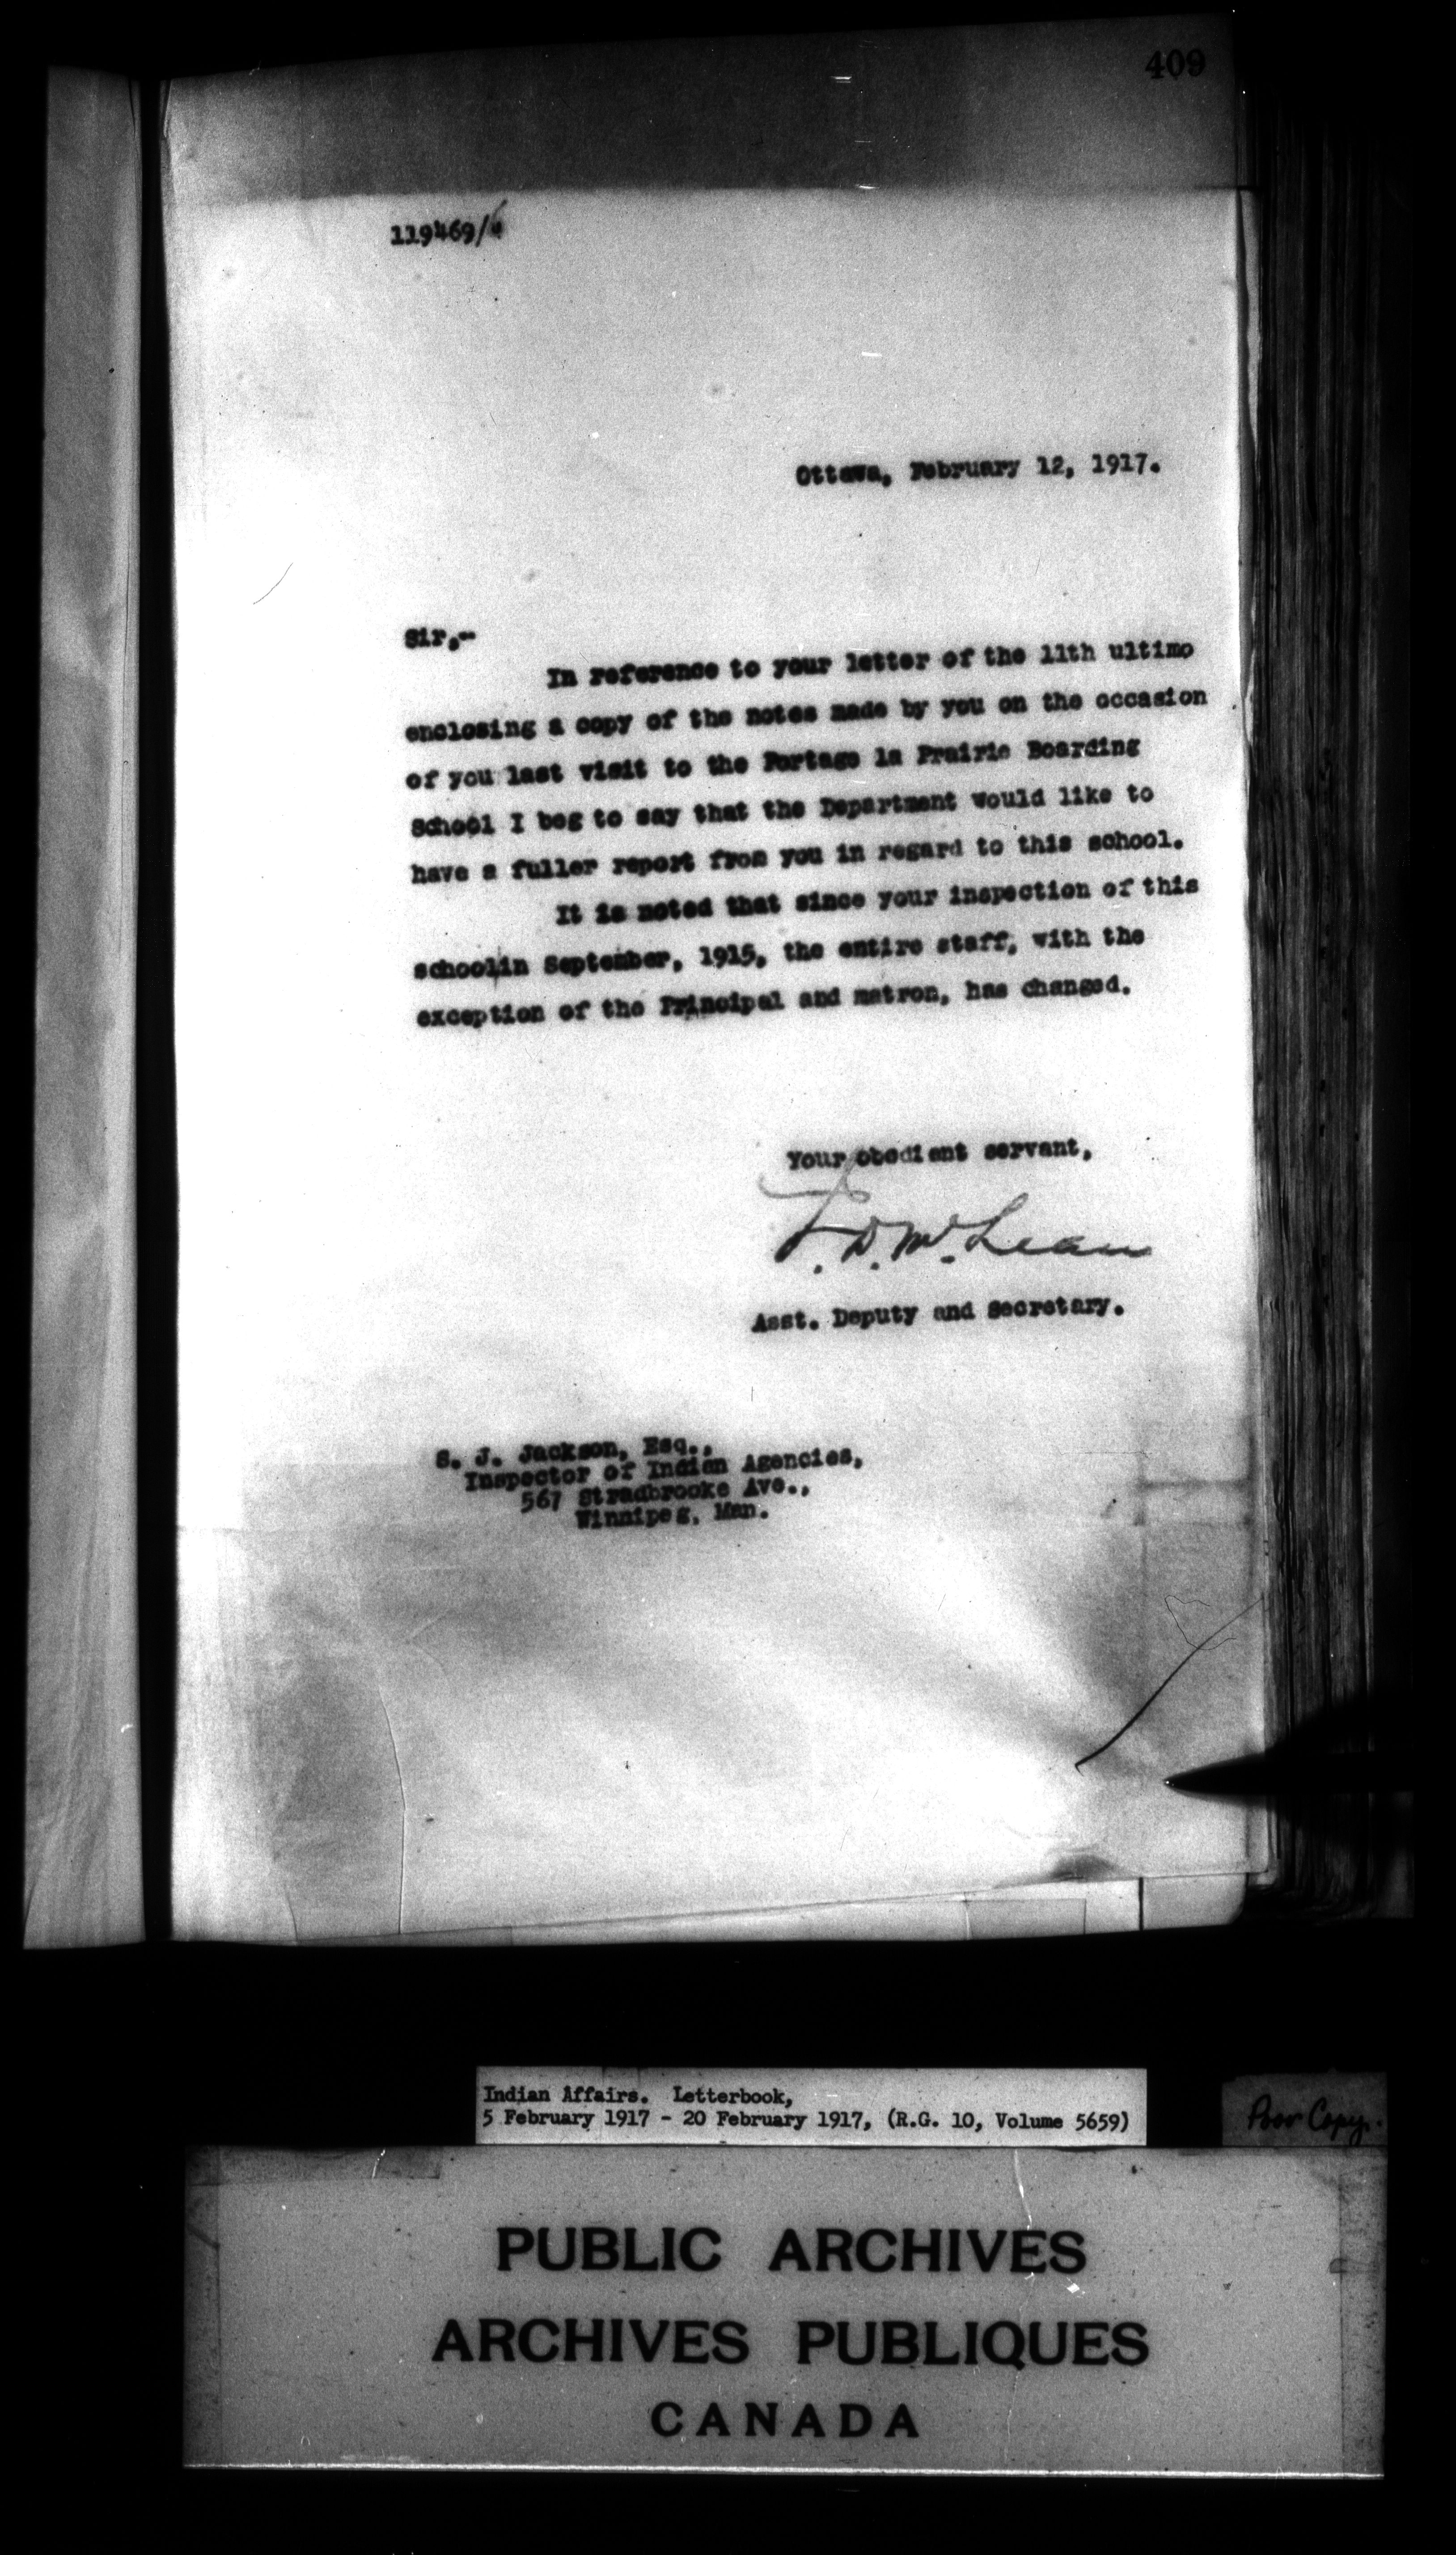 409
119469/
Ottawa, February 12, 1917.
Sir,--
In reference to your letter of the 11th ultimo
enclosing a copy of the notes made by you on the occasion
of you last visit to the Portage la Prairie Boarding
School I beg to say that the Department would like to
have a fuller report from you in regard to this school.
It is noted that since your inspection of this
schoolin September, 1915, the entire staff, with the
exception of the Principal and matron, has changed.
Your obedient servant,
J. D. McLean
Asst. Deputy and Secretary.
S. J. Jackson, Esq.,
Inspector of Indian Agencies,
567 Stradbrooke Ave.,
Winnipeg, Man.
Indian Affairs. Letterbook,
5 February 1917 - 20 February 1917, (R.G. 10, Volume 5659)
Poor Copy.
PUBLIC ARCHIVES
ARCHIVES PUBLIQUES
CANADA